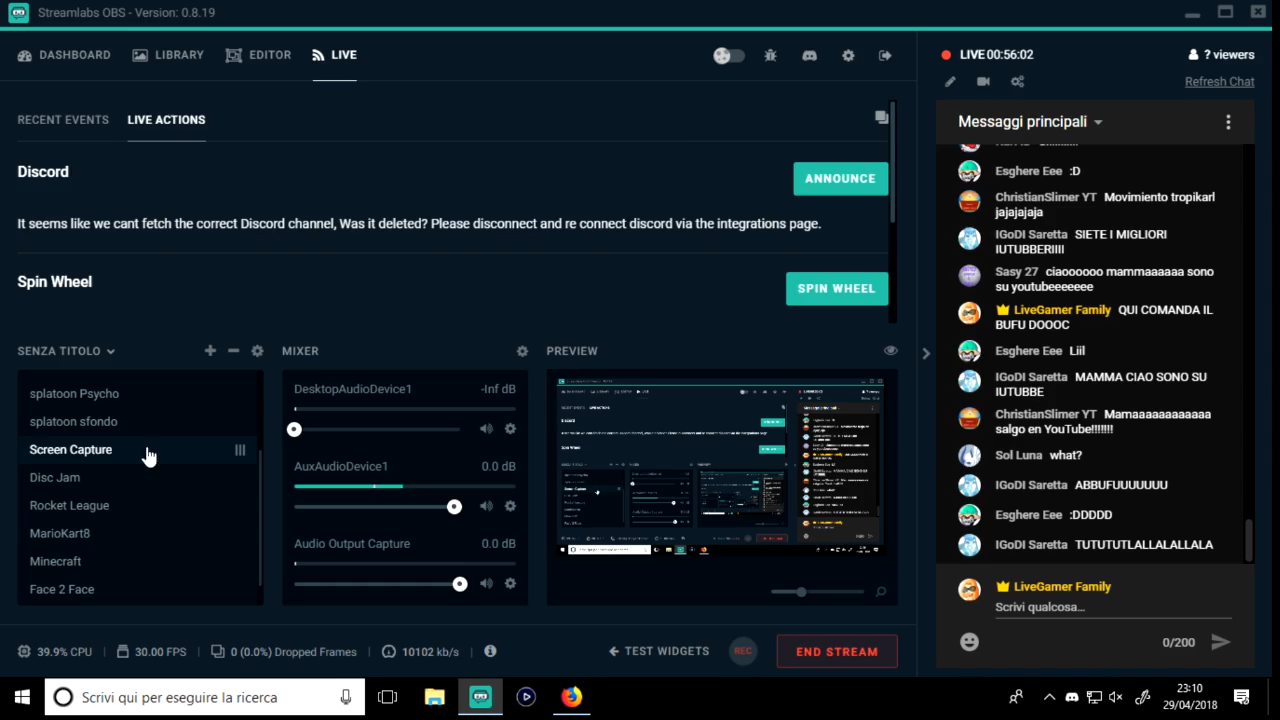 Streamlabs OBS - Version: 0.8.19
DASHBOARD
LIBRARY
EDITOR
LIVE
RECENT EVENTS
LIVE ACTIONS
Discord
ANNOUNCE
It seems like we cant fetch the correct Discord channel, Was it deleted? Please disconnect and re connect discord via the integrations page.
Spin Wheel
SPIN WHEEL
SENZA TITOLO
splatoon Psycho
splatoon sfondo
Screen Capture
Disc Jam
Rocket League
MarioKart8
Minecraft
Face 2 Face
MIXER
DesktopAudioDevice1 -Inf dB
AuxAudioDevice1 0.0 dB
Audio Output Capture 0.0 dB
PREVIEW
39.9% CPU
30.00 FPS
0 (0.0%) Dropped Frames
10102 kb/s
TEST WIDGETS
REC
END STREAM
LIVE 00:56:02
? viewers
Refresh Chat
Messaggi principali
Esghere Eee :D
ChristianSlimer YT Movimiento tropikarl
jajajajaja
IGoDI Saretta SIETE I MIGLIORI
IUTUBBERIIII
Sasy 27 ciaoooooo mammaaaaaa sono
su youtubeeeeeee
LiveGamer Family QUI COMANDA IL
BUFU DOOOC
Esghere Eee Liil
IGoDI Saretta MAMMA CIAO SONO SU
IUTUBBE
ChristianSlimer YT Mamaaaaaaaaaaaa
salgo en YouTube!!!!!!!
Sol Luna what?
IGoDI Saretta ABBUFUUUUUU
Esghere Eee :DDDDD
IGoDI Saretta TUTUTUTLALLALALLALA
LiveGamer Family
Scrivi qualcosa...
0/200
Scrivi qui per eseguire la ricerca
23:10
29/04/2018